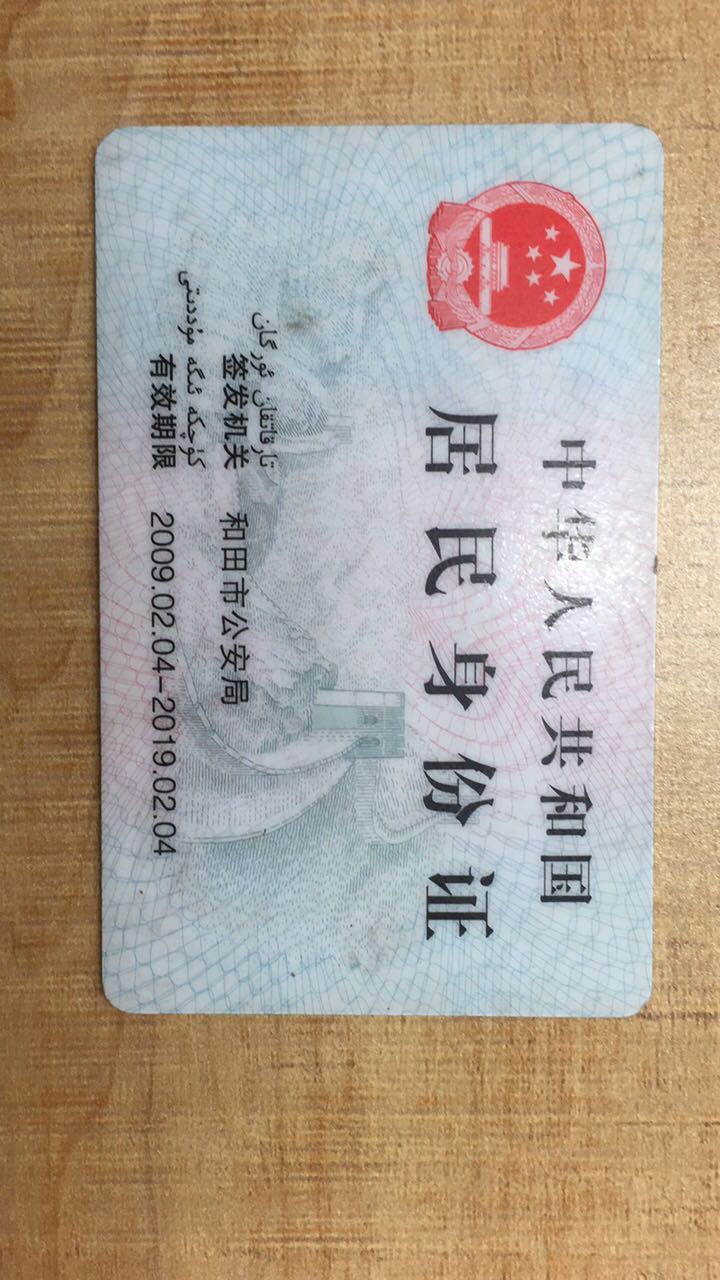 中华人民共和国
居民身份证
تارقاتقان ئورگان
签发机关 和田市公安局
كۈچكە ئىگە مۇددىتى
有效期限 2009.02.04-2019.02.04